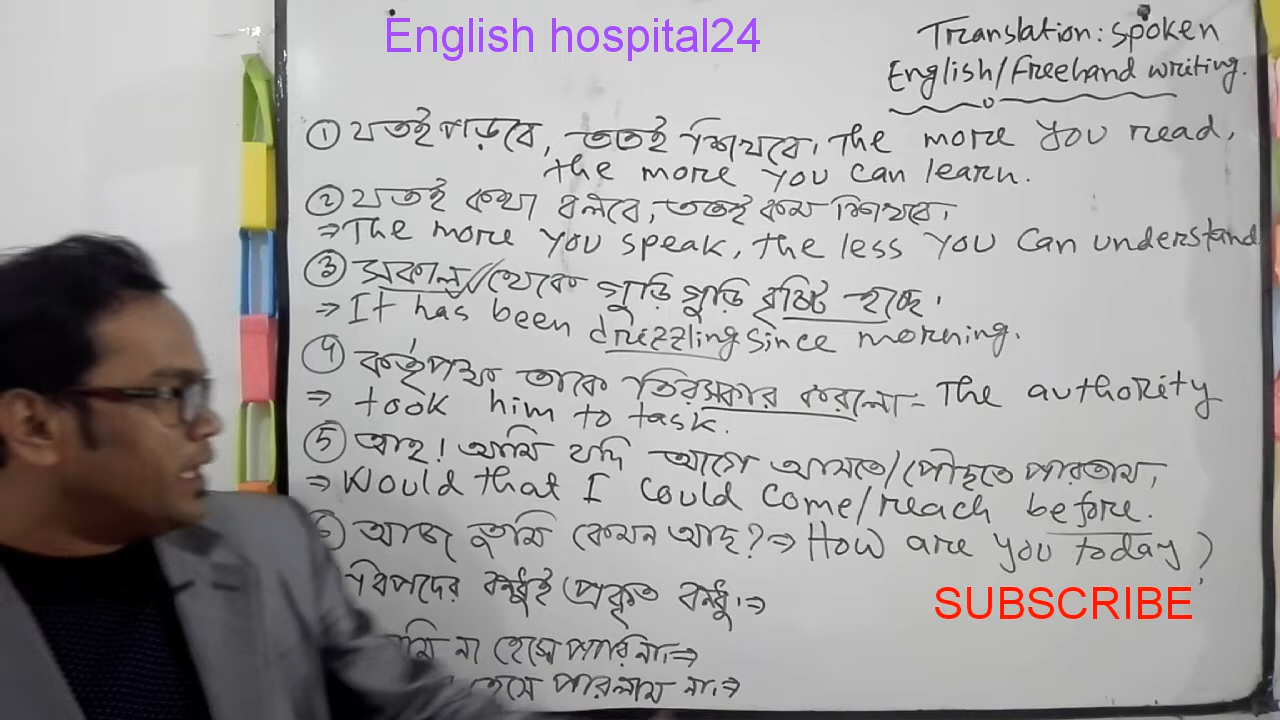 English hospital24
Translation: spoken
English/Freehand writing.
① যতই পড়বে, ততই শিখবে। The more you read,
the more you can learn.
② যতই কথা বলবে, ততই কম শিখবে।
⇒ The more you speak, the less you can understand
③ সকাল // থেকে গুড়ি গুড়ি বৃষ্টি হচ্ছে।
⇒ It has been drizzling since morning.
৪ কর্তৃপক্ষ তাকে তিরস্কার করলো = The authority
⇒ took him to task.
⑤ আহ! আমি যদি আগে আসতে/পৌছতে পারতাম,
⇒ Would that I could come/reach before.
⑥ আজ তুমি কেমন আছ? ⇒ How are you today?
বিপদের বন্ধুই প্রকৃত বন্ধু। ⇒
SUBSCRIBE
না হেসে পারিনা। ⇒
হেসে পারলাম না। ⇒